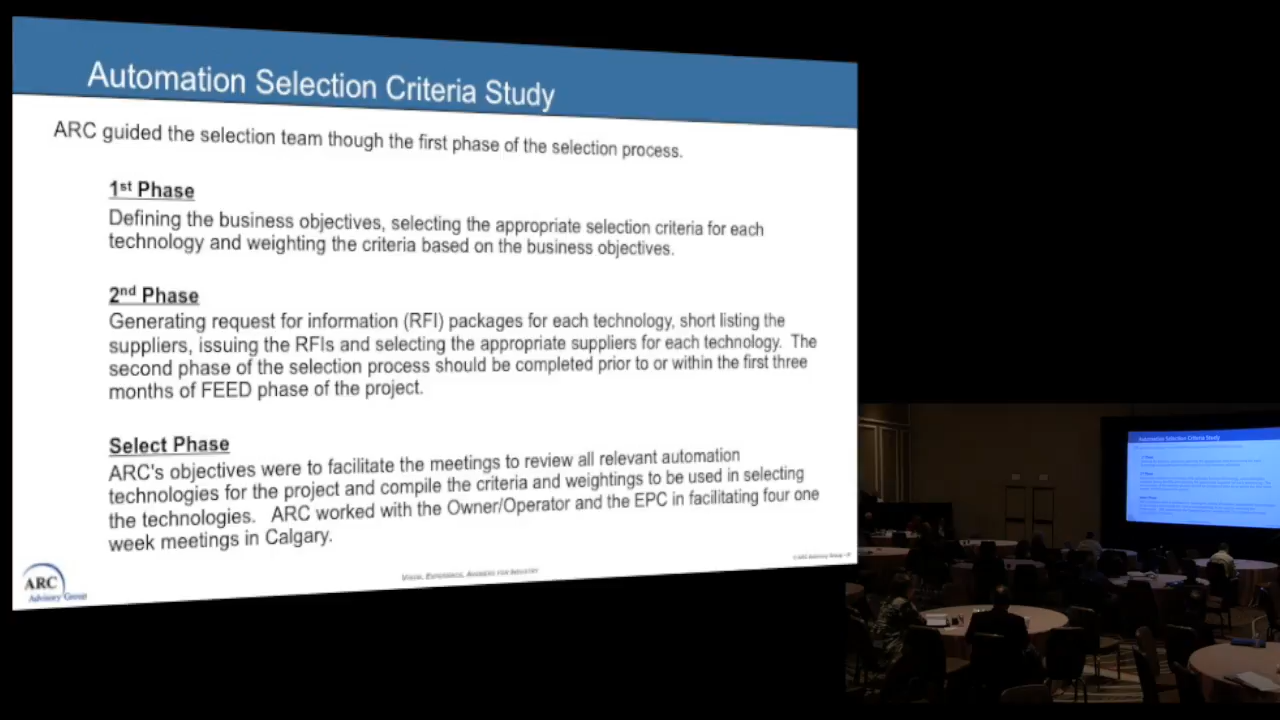 Automation Selection Criteria Study
ARC guided the selection team though the first phase of the selection process.
1st Phase
Defining the business objectives, selecting the appropriate selection criteria for each
technology and weighting the criteria based on the business objectives.
2nd Phase
Generating request for information (RFI) packages for each technology, short listing the
suppliers, issuing the RFIs and selecting the appropriate suppliers for each technology. The
second phase of the selection process should be completed prior to or within the first three
months of FEED phase of the project.
Select Phase
ARC's objectives were to facilitate the meetings to review all relevant automation
technologies for the project and compile the criteria and weightings to be used in selecting
the technologies. ARC worked with the Owner/Operator and the EPC in facilitating four one
week meetings in Calgary.
ARC
Advisory Group
Vision, Experience, Answers for Industry
© ARC Advisory Group
Automation Selection Criteria Study